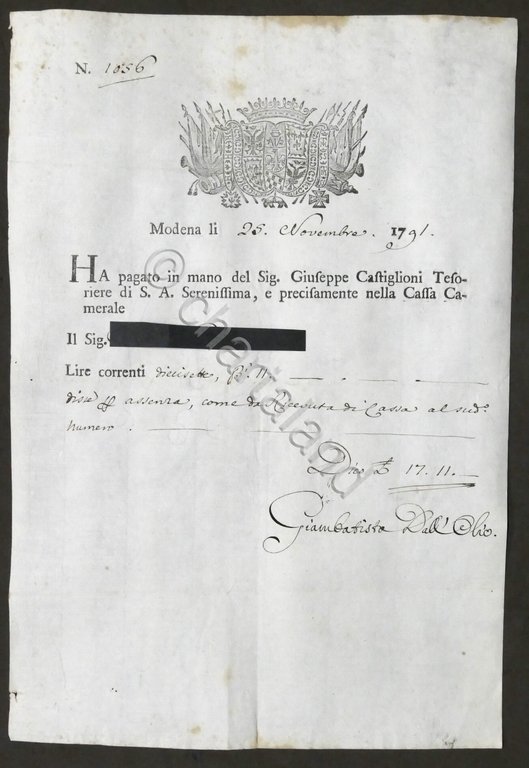 N. 1056
Modena li 25. Novembre. 1791.
HA pagato in mano del Sig. Giuseppe Castiglioni Teso-
riere di S. A. Serenissima, e precisamente nella Cassa Ca-
merale
Il Sig.
Lire correnti diecisette, 11
assenza, come da Ricevuta di Cassa al sud.o
numero.
Dico £ 17. 11.
Giambatista Dall'Olio.
© chartaland